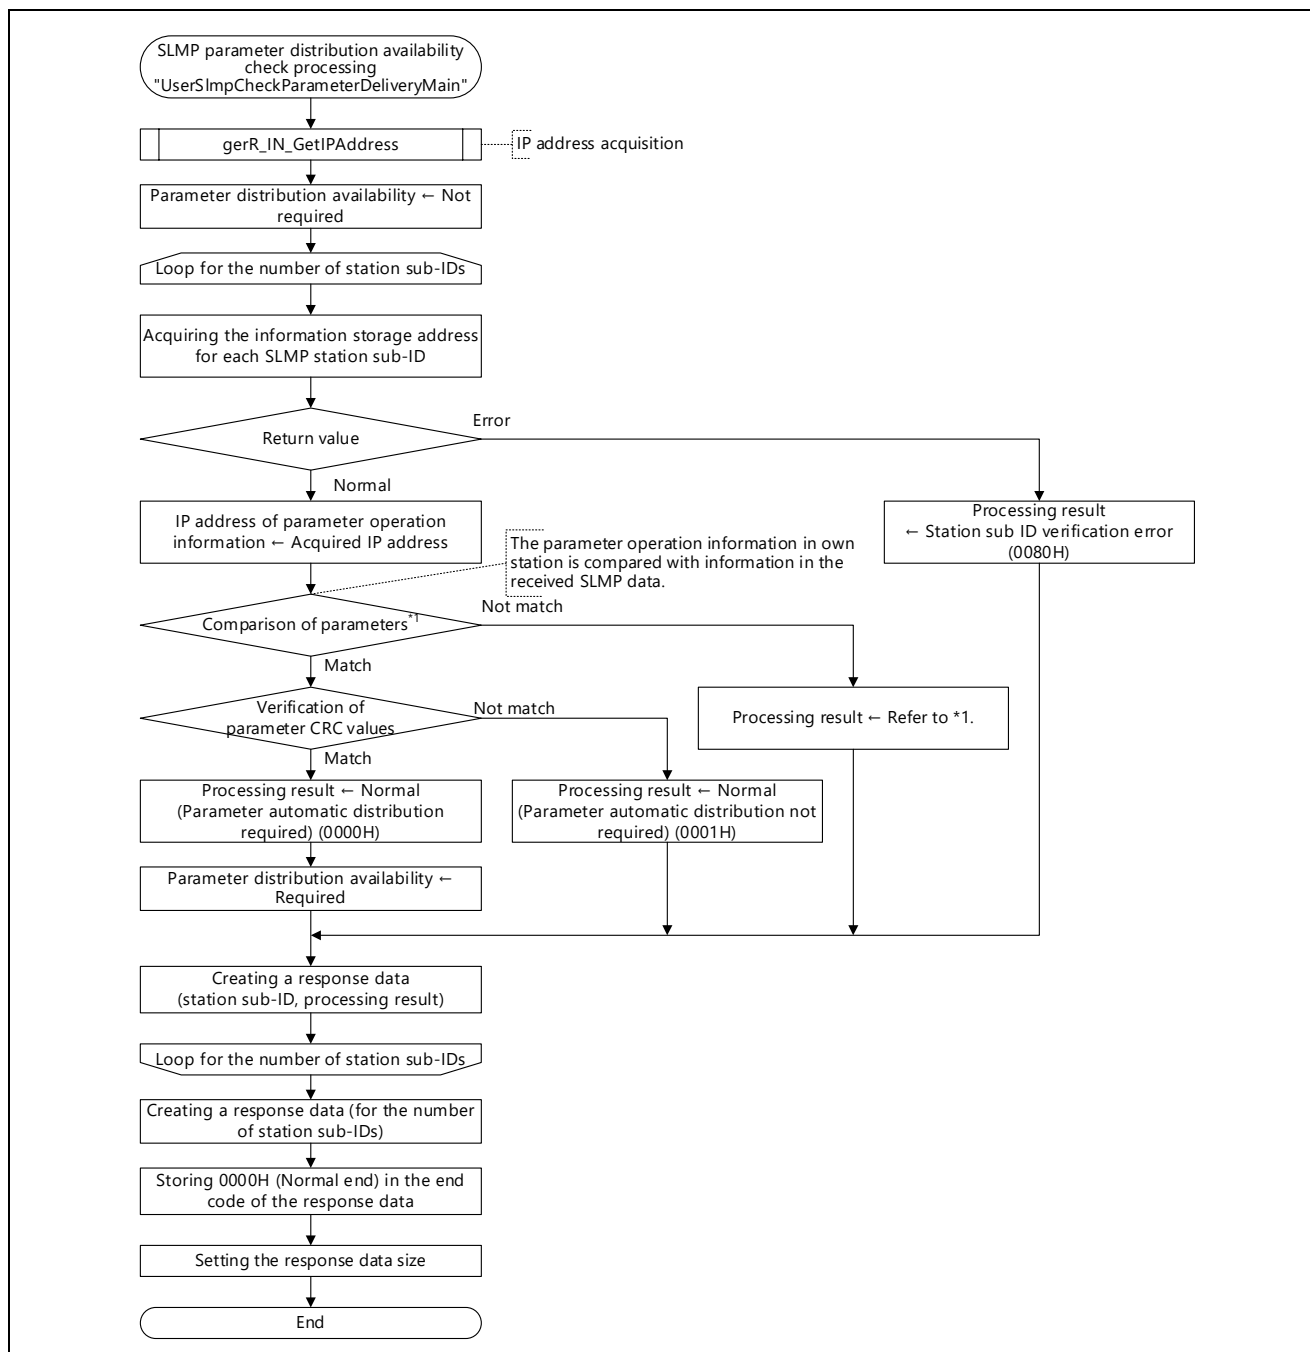 SLMP parameter distribution availability
check processing
"UserSlmpCheckParameterDeliveryMain"
gerR_IN_GetIPAddress
IP address acquisition
Parameter distribution availability ← Not
required
Loop for the number of station sub-IDs
Acquiring the information storage address
for each SLMP station sub-ID
Return value
Error
Normal
IP address of parameter operation
information ← Acquired IP address
Processing result
← Station sub ID verification error
(0080H)
The parameter operation information in own
station is compared with information in the
received SLMP data.
Comparison of parameters*1
Not match
Match
Verification of
parameter CRC values
Not match
Match
Processing result ← Refer to *1.
Processing result ← Normal
(Parameter automatic distribution
required) (0000H)
Processing result ← Normal
(Parameter automatic distribution not
required) (0001H)
Parameter distribution availability ←
Required
Creating a response data
(station sub-ID, processing result)
Loop for the number of station sub-IDs
Creating a response data (for the number
of station sub-IDs)
Storing 0000H (Normal end) in the end
code of the response data
Setting the response data size
End